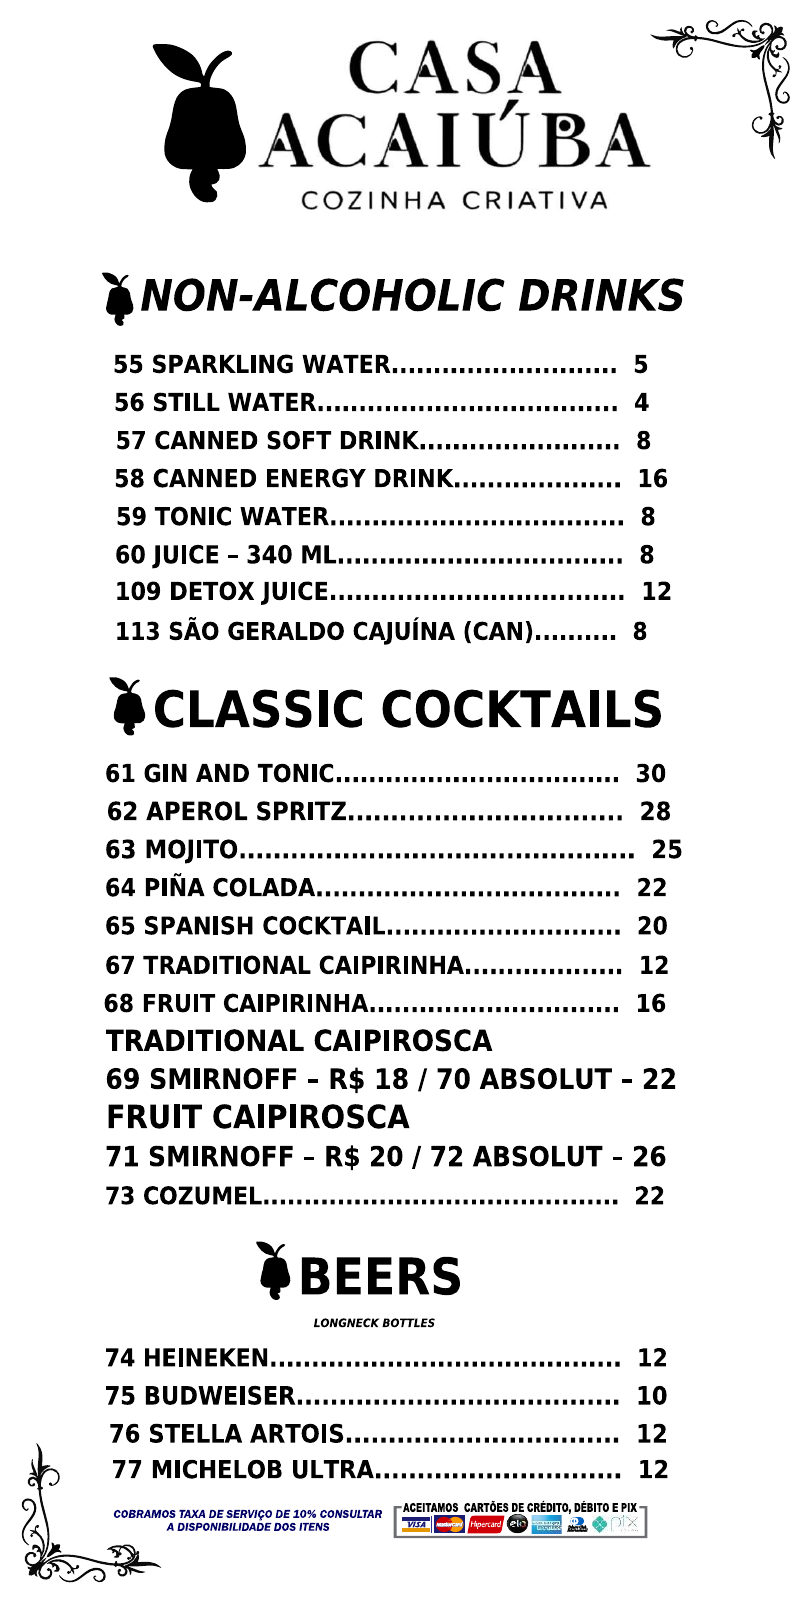 CASA
ACAIÚBA
COZINHA CRIATIVA
NON-ALCOHOLIC DRINKS
55 SPARKLING WATER........................... 5
56 STILL WATER.................................... 4
57 CANNED SOFT DRINK........................ 8
58 CANNED ENERGY DRINK.................... 16
59 TONIC WATER................................... 8
60 JUICE – 340 ML.................................. 8
109 DETOX JUICE................................... 12
113 SÃO GERALDO CAJUÍNA (CAN).......... 8
CLASSIC COCKTAILS
61 GIN AND TONIC.................................. 30
62 APEROL SPRITZ................................. 28
63 MOJITO............................................... 25
64 PIÑA COLADA.................................... 22
65 SPANISH COCKTAIL............................ 20
67 TRADITIONAL CAIPIRINHA................... 12
68 FRUIT CAIPIRINHA.............................. 16
TRADITIONAL CAIPIROSCA
69 SMIRNOFF – R$ 18 / 70 ABSOLUT – 22
FRUIT CAIPIROSCA
71 SMIRNOFF – R$ 20 / 72 ABSOLUT – 26
73 COZUMEL.......................................... 22
BEERS
LONGNECK BOTTLES
74 HEINEKEN.......................................... 12
75 BUDWEISER....................................... 10
76 STELLA ARTOIS................................. 12
77 MICHELOB ULTRA.............................. 12
COBRAMOS TAXA DE SERVIÇO DE 10% CONSULTAR
A DISPONIBILIDADE DOS ITENS
ACEITAMOS CARTÕES DE CRÉDITO, DÉBITO E PIX
VISA MasterCard Hipercard elo pix